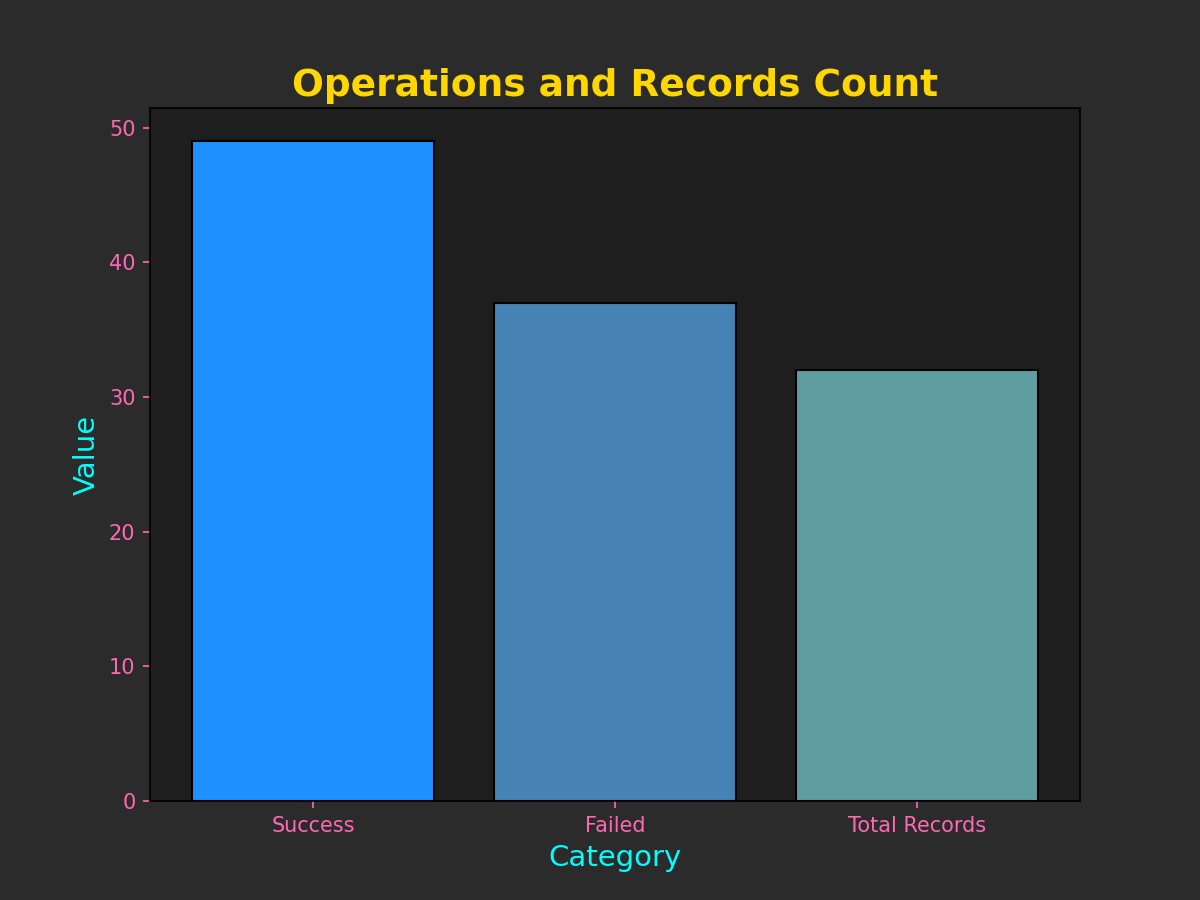 Operations and Records Count
50
40
30
20
10
0
Value
Success
Failed
Total Records
Category